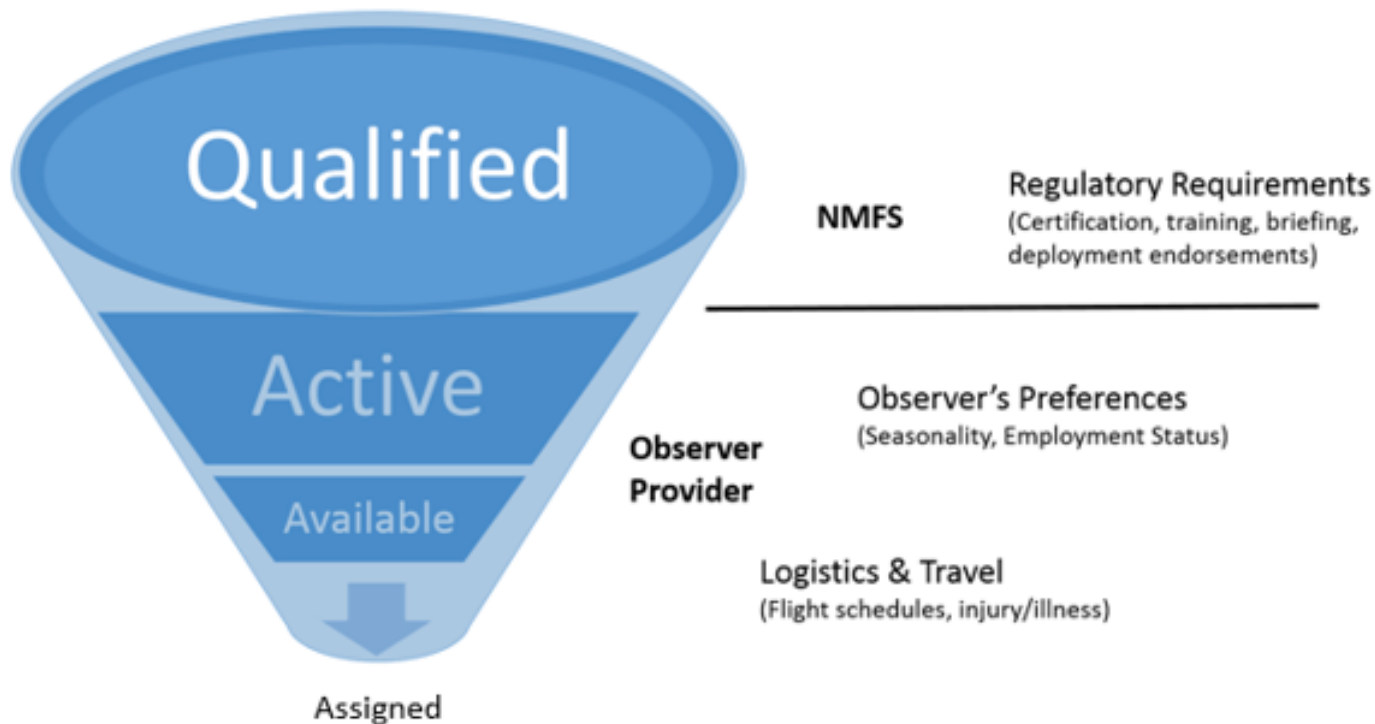 Qualified
NMFS
Regulatory Requirements
(Certification, training, briefing,
deployment endorsements)
Active
Observer’s Preferences
(Seasonality, Employment Status)
Observer
Provider
Available
Logistics & Travel
(Flight schedules, injury/illness)
Assigned